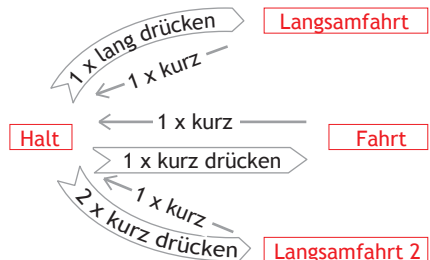 Langsamfahrt
1 x lang drücken
1 x kurz
1 x kurz
Halt
Fahrt
1 x kurz drücken
1 x kurz
2 x kurz drücken
Langsamfahrt 2